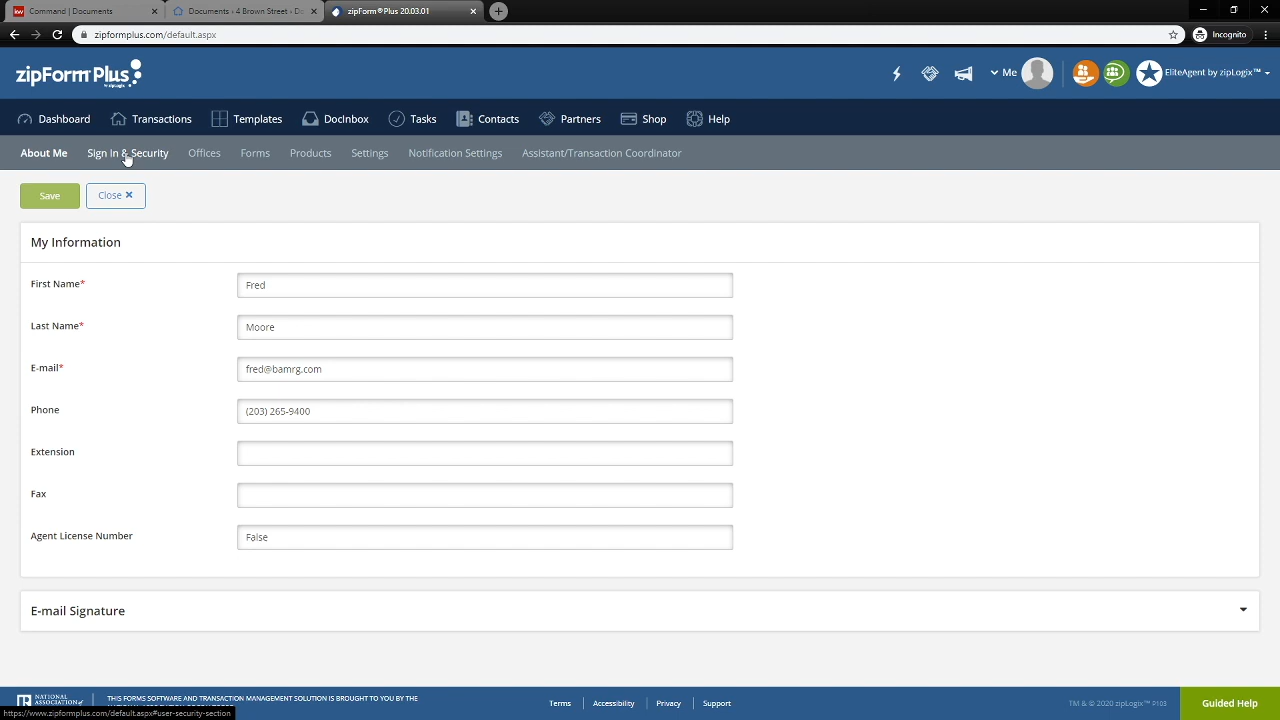 kw Command | Documents
Documents - 4 Brown Street -
zipForm®Plus 20.03.01
zipformplus.com/default.aspx
Incognito
zipForm Plus
by zipLogix
Me
EliteAgent by zipLogix™
Dashboard
Transactions
Templates
DocInbox
Tasks
Contacts
Partners
Shop
Help
About Me
Sign In & Security
Offices
Forms
Products
Settings
Notification Settings
Assistant/Transaction Coordinator
Save
Close
My Information
First Name*
Fred
Last Name*
Moore
E-mail*
fred@bamrg.com
Phone
(203) 265-9400
Extension
Fax
Agent License Number
False
E-mail Signature
NATIONAL
ASSOCIATION of
THIS FORMS SOFTWARE AND TRANSACTION MANAGEMENT SOLUTION IS BROUGHT TO YOU BY THE
Terms
Accessibility
Privacy
Support
TM & © 2020 zipLogix™ P103
Guided Help
https://www.zipformplus.com/default.aspx#user-security-section